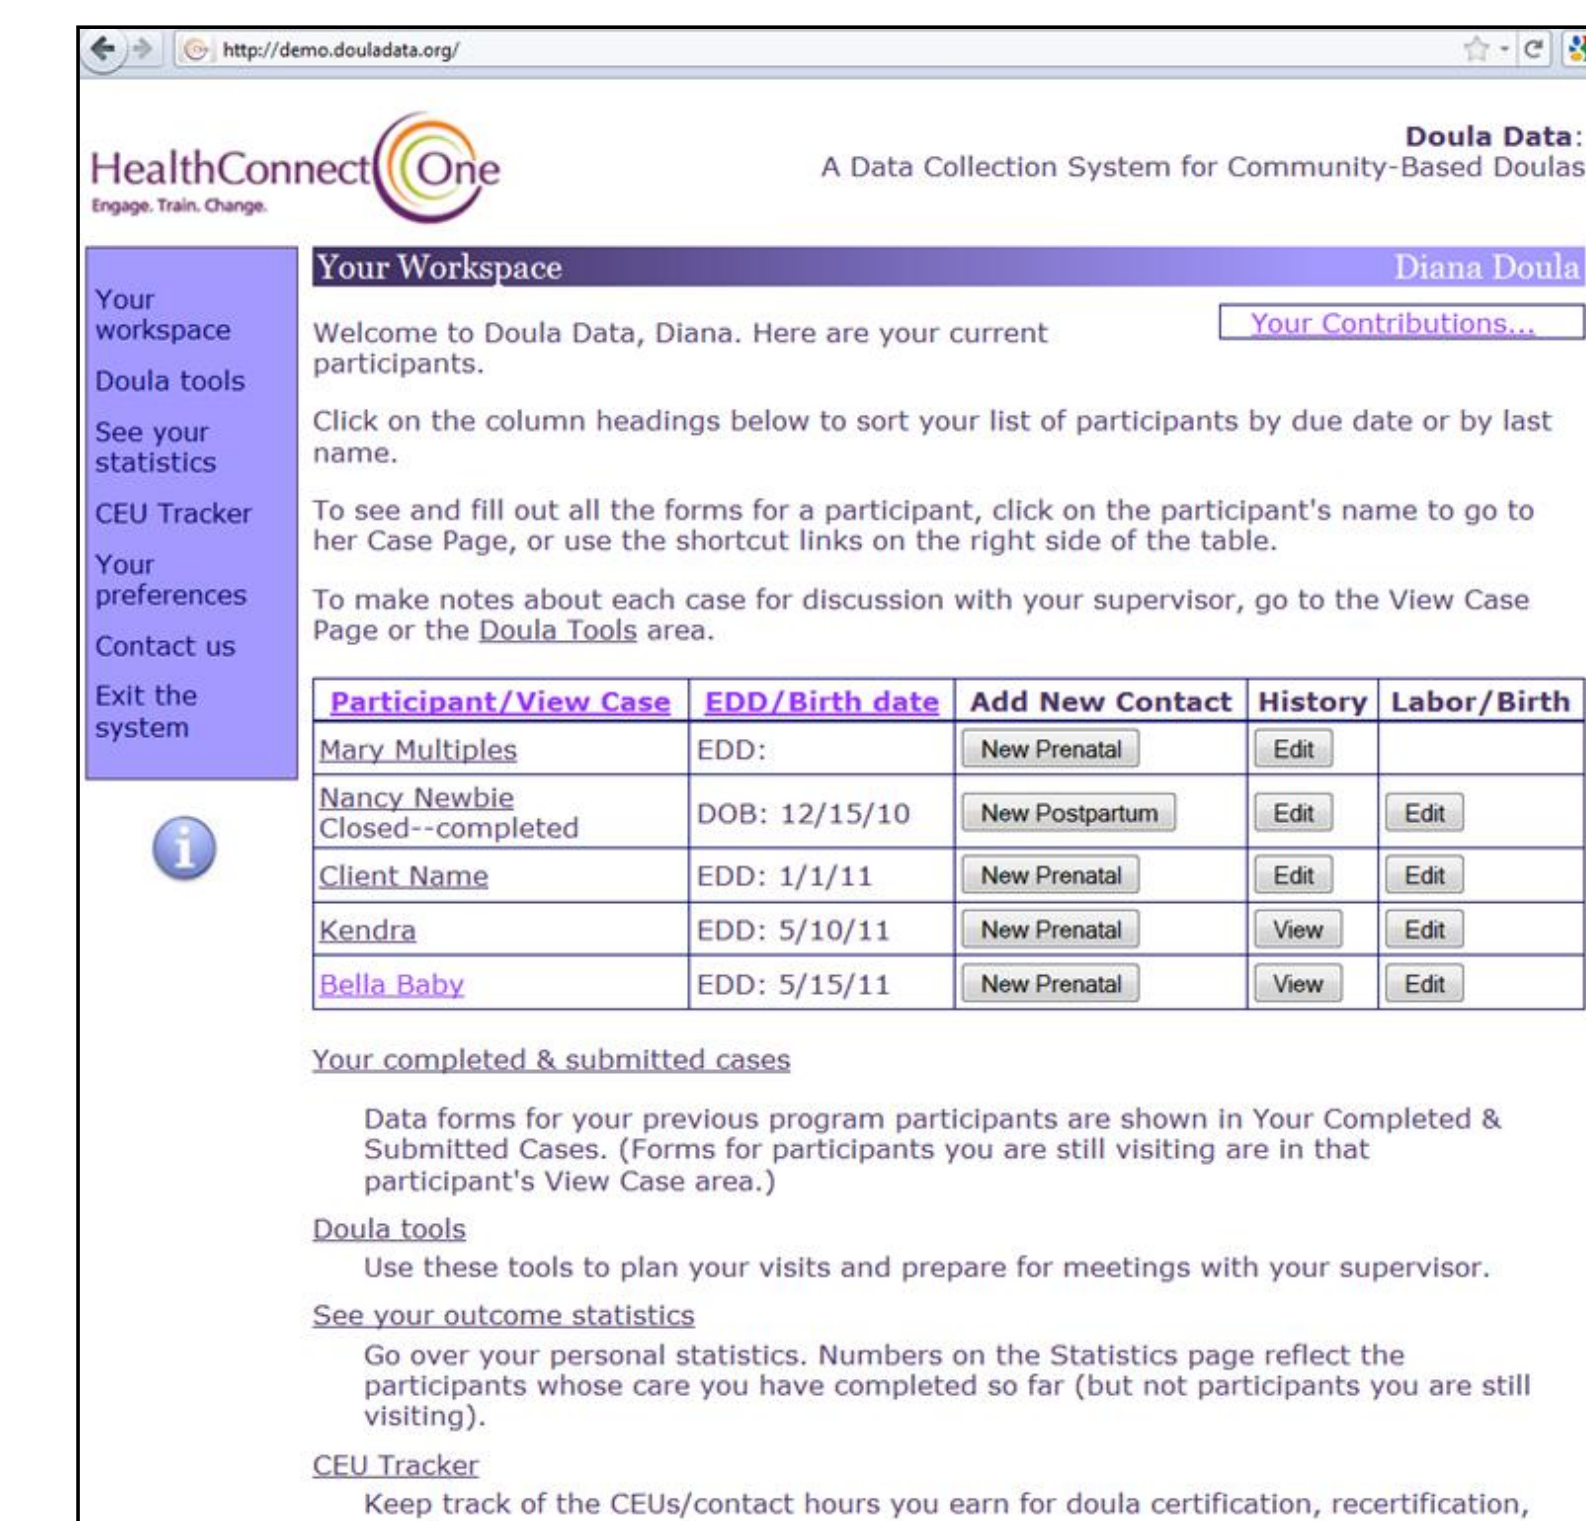 http://demo.douladata.org/
HealthConnect One
Engage. Train. Change.
Doula Data:
A Data Collection System for Community-Based Doulas
Your
workspace
Doula tools
See your
statistics
CEU Tracker
Your
preferences
Contact us
Exit the
system
Your Workspace Diana Doula
Your Contributions...
Welcome to Doula Data, Diana. Here are your current
participants.
Click on the column headings below to sort your list of participants by due date or by last
name.
To see and fill out all the forms for a participant, click on the participant's name to go to
her Case Page, or use the shortcut links on the right side of the table.
To make notes about each case for discussion with your supervisor, go to the View Case
Page or the Doula Tools area.
Participant/View Case EDD/Birth date Add New Contact History Labor/Birth
Mary Multiples EDD: New Prenatal Edit
Nancy Newbie
Closed--completed DOB: 12/15/10 New Postpartum Edit Edit
Client Name EDD: 1/1/11 New Prenatal Edit Edit
Kendra EDD: 5/10/11 New Prenatal View Edit
Bella Baby EDD: 5/15/11 New Prenatal View Edit
Your completed & submitted cases
Data forms for your previous program participants are shown in Your Completed &
Submitted Cases. (Forms for participants you are still visiting are in that
participant's View Case area.)
Doula tools
Use these tools to plan your visits and prepare for meetings with your supervisor.
See your outcome statistics
Go over your personal statistics. Numbers on the Statistics page reflect the
participants whose care you have completed so far (but not participants you are still
visiting).
CEU Tracker
Keep track of the CEUs/contact hours you earn for doula certification, recertification,